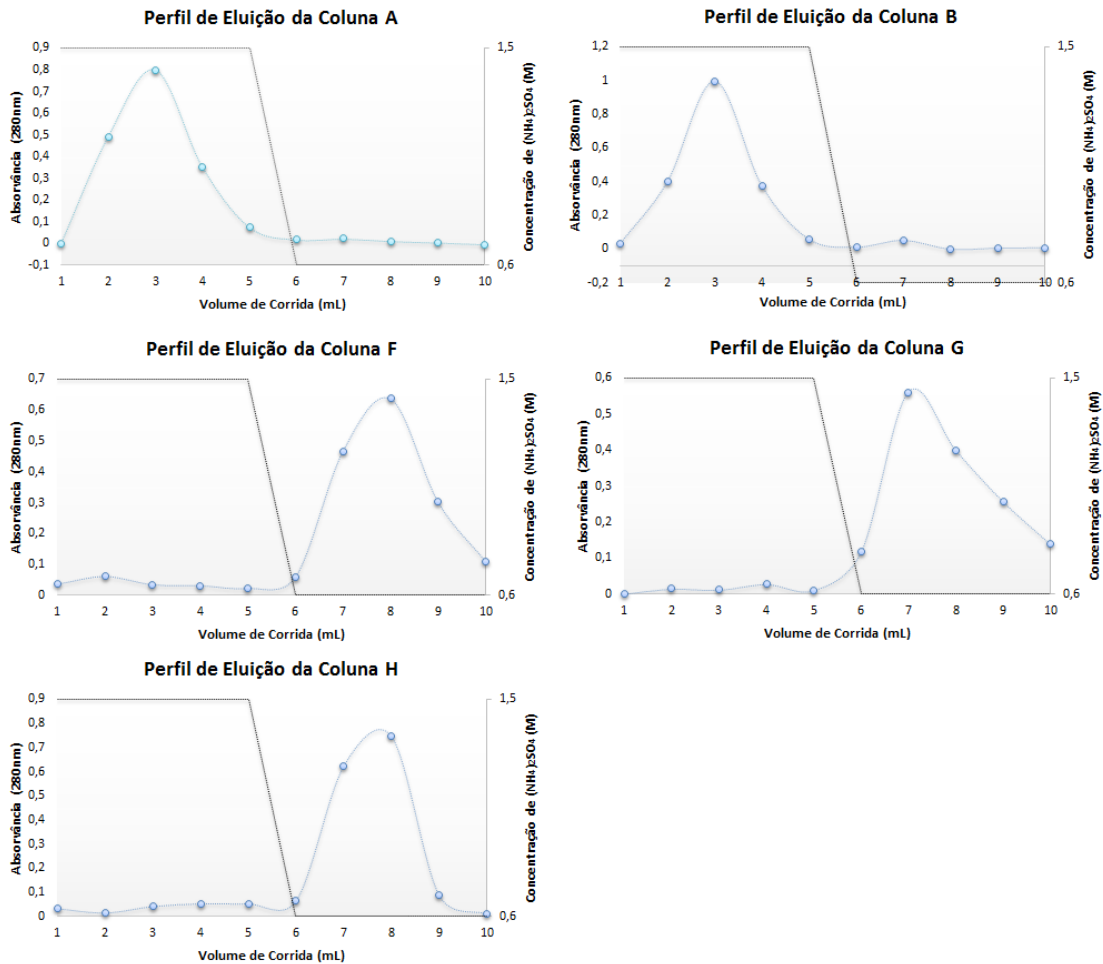 Perfil de Eluição da Coluna A
Absorvância (280nm)
0,9
0,8
0,7
0,6
0,5
0,4
0,3
0,2
0,1
0
-0,1
1 2 3 4 5 6 7 8 9 10
Volume de Corrida (mL)
1,5
0,6
Concentração de (NH₄)₂SO₄ (M)
Perfil de Eluição da Coluna B
Absorvância (280nm)
1,2
1
0,8
0,6
0,4
0,2
0
-0,2
1 2 3 4 5 6 7 8 9 10
Volume de Corrida (mL)
1,5
0,6
Concentração de (NH₄)₂SO₄ (M)
Perfil de Eluição da Coluna F
Absorvância (280nm)
0,7
0,6
0,5
0,4
0,3
0,2
0,1
0
1 2 3 4 5 6 7 8 9 10
Volume de Corrida (mL)
1,5
0,6
Concentração de (NH₄)₂SO₄ (M)
Perfil de Eluição da Coluna G
Absorvância (280nm)
0,6
0,5
0,4
0,3
0,2
0,1
0
1 2 3 4 5 6 7 8 9 10
Volume de Corrida (mL)
1,5
0,6
Concentração de (NH₄)₂SO₄ (M)
Perfil de Eluição da Coluna H
Absorvância (280nm)
0,9
0,8
0,7
0,6
0,5
0,4
0,3
0,2
0,1
0
1 2 3 4 5 6 7 8 9 10
Volume de Corrida (mL)
1,5
0,6
Concentração de (NH₄)₂SO₄ (M)